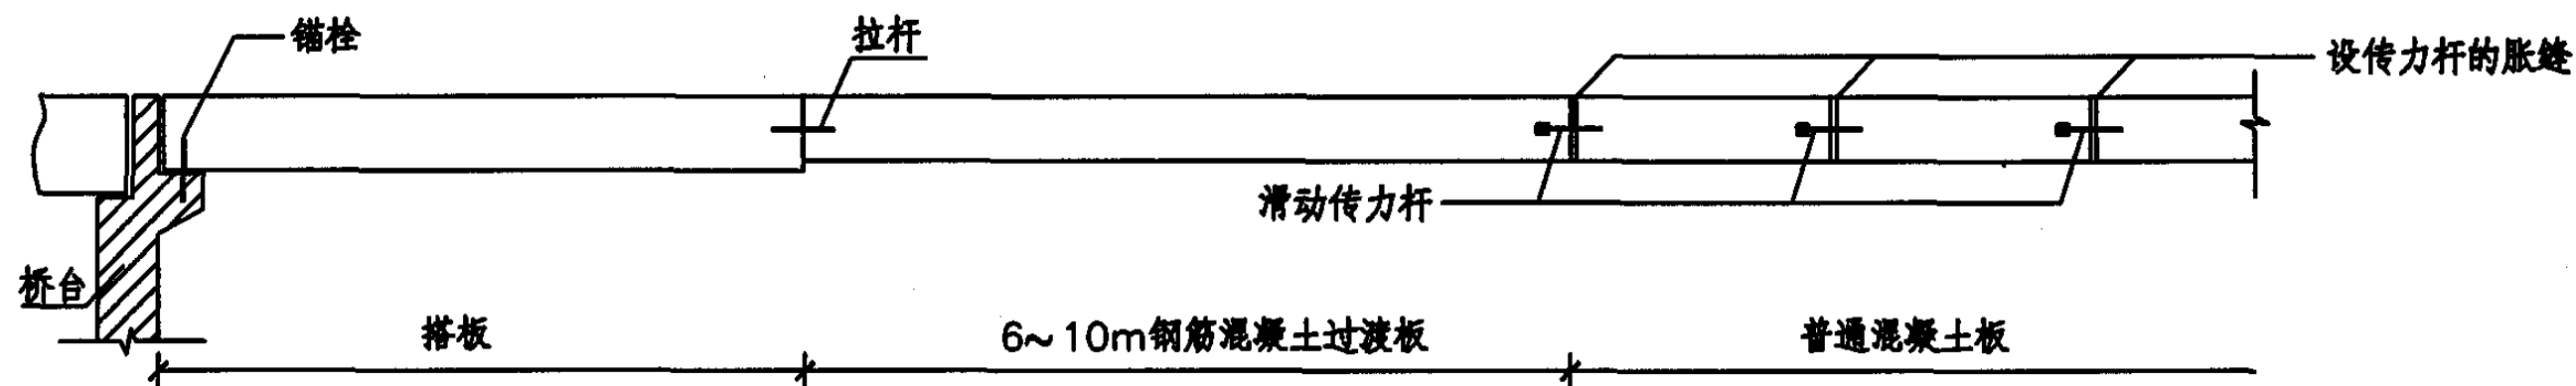 锚栓
拉杆
设传力杆的胀缝
滑动传力杆
桥台
搭板
6~10m钢筋混凝土过渡板
普通混凝土板